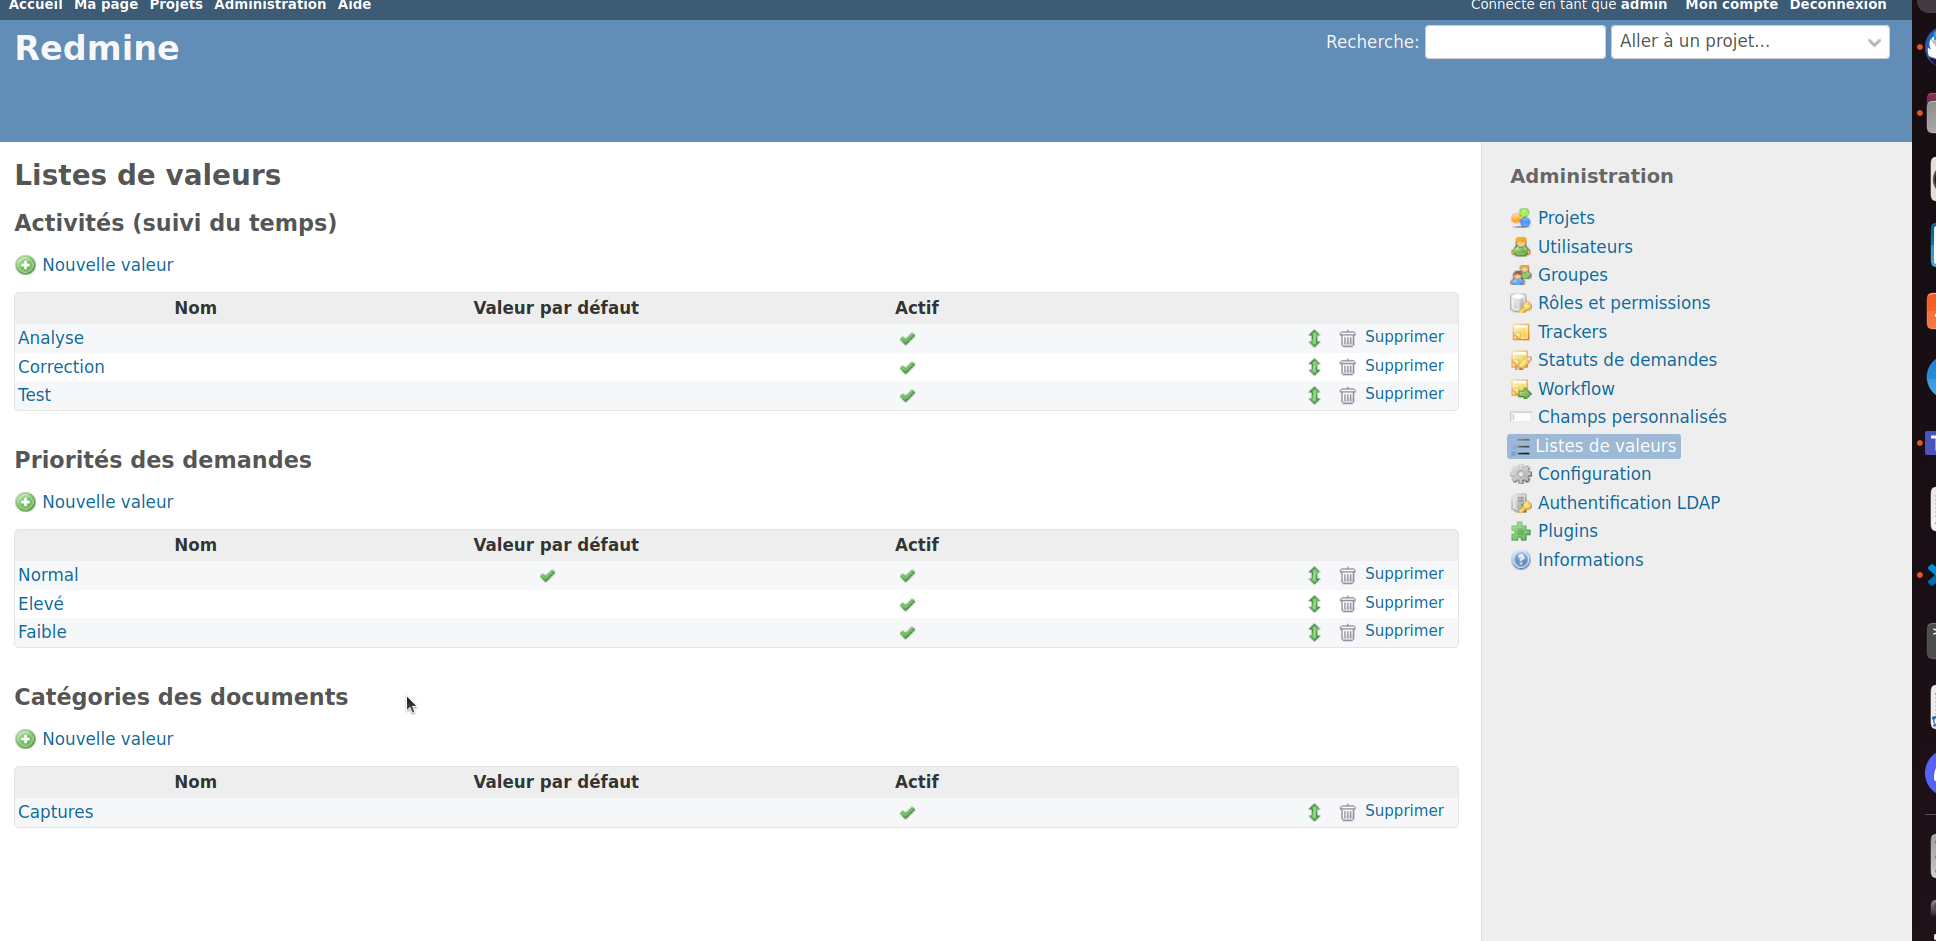 Accueil Ma page Projets Administration Aide
Connecté en tant que admin Mon compte Déconnexion
Redmine
Recherche: Aller à un projet...
Listes de valeurs
Activités (suivi du temps)
Nouvelle valeur
Nom Valeur par défaut Actif
Analyse Supprimer
Correction Supprimer
Test Supprimer
Priorités des demandes
Nouvelle valeur
Nom Valeur par défaut Actif
Normal Supprimer
Elevé Supprimer
Faible Supprimer
Catégories des documents
Nouvelle valeur
Nom Valeur par défaut Actif
Captures Supprimer
Administration
Projets
Utilisateurs
Groupes
Rôles et permissions
Trackers
Statuts de demandes
Workflow
Champs personnalisés
Listes de valeurs
Configuration
Authentification LDAP
Plugins
Informations